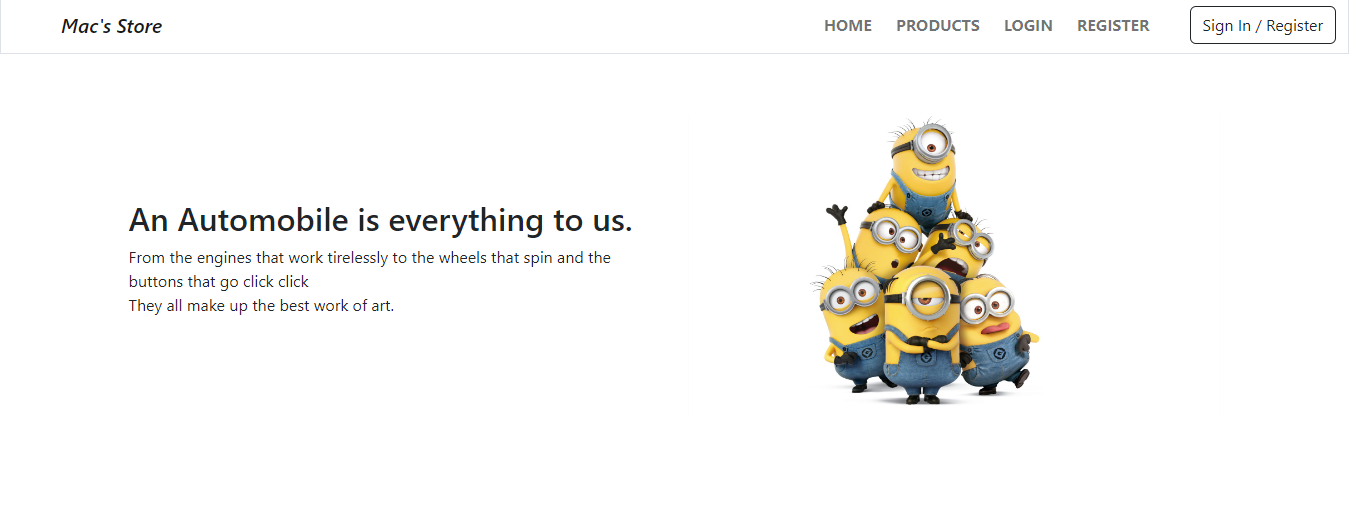 Mac's Store
HOME
PRODUCTS
LOGIN
REGISTER
Sign In / Register
An Automobile is everything to us.
From the engines that work tirelessly to the wheels that spin and the
buttons that go click click
They all make up the best work of art.